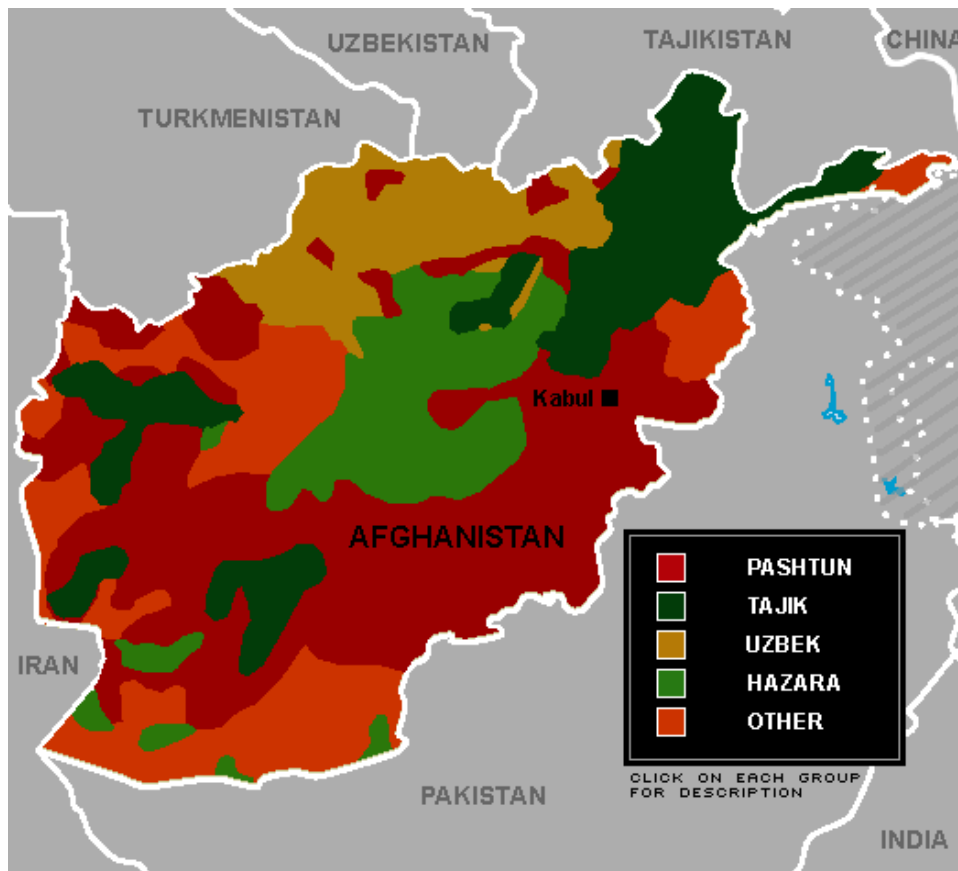 UZBEKISTAN
TAJIKISTAN
CHINA
TURKMENISTAN
Kabul
AFGHANISTAN
PASHTUN
TAJIK
UZBEK
HAZARA
OTHER
IRAN
CLICK ON EACH GROUP
FOR DESCRIPTION
PAKISTAN
INDIA